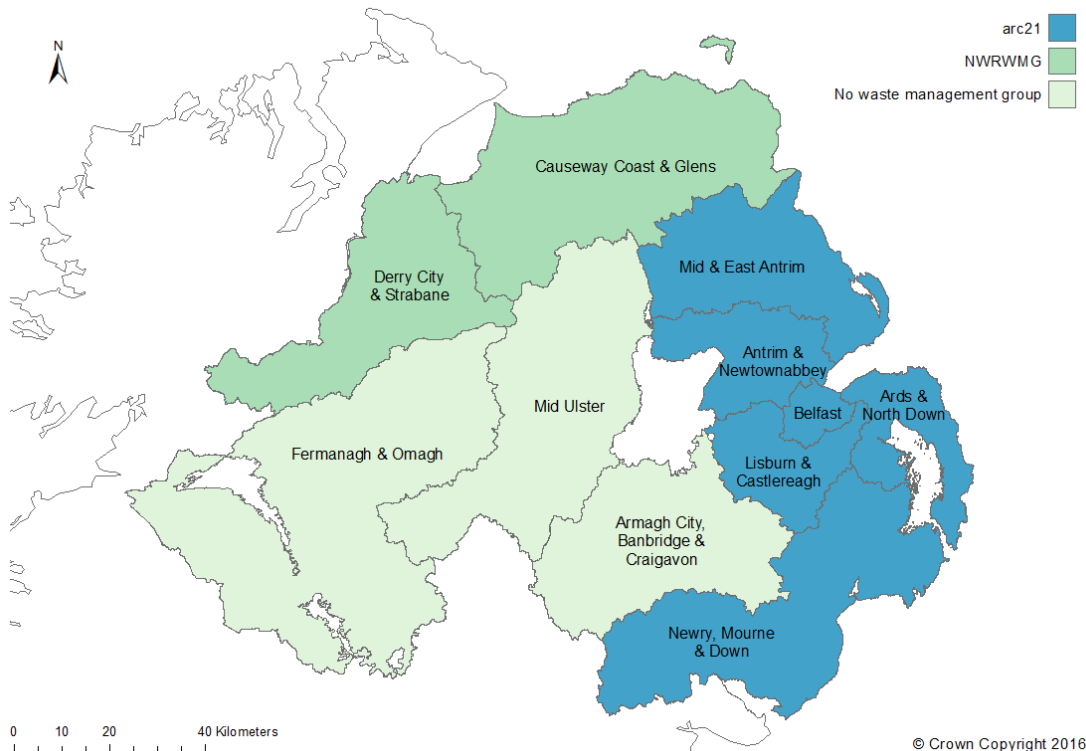 arc21
NWRWMG
No waste management group
N
Causeway Coast & Glens
Derry City
& Strabane
Mid & East Antrim
Antrim &
Newtownabbey
Belfast
Ards &
North Down
Mid Ulster
Fermanagh & Omagh
Lisburn &
Castlereagh
Armagh City,
Banbridge &
Craigavon
Newry, Mourne
& Down
0 10 20 40 Kilometers
© Crown Copyright 2016